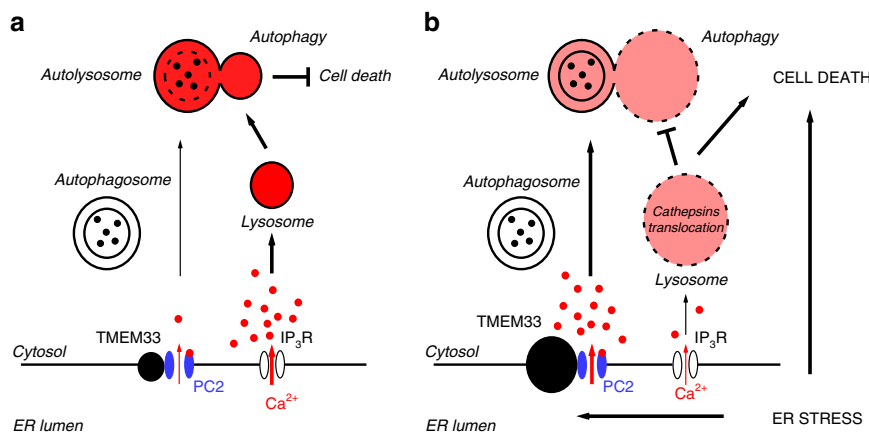 a
Autophagy
Autolysosome
Cell death
Autophagosome
Lysosome
TMEM33
IP3R
Cytosol
PC2
Ca2+
ER lumen
b
Autophagy
Autolysosome
CELL DEATH
Autophagosome
Cathepsins
translocation
Lysosome
TMEM33
IP3R
Cytosol
PC2
Ca2+
ER lumen
ER STRESS